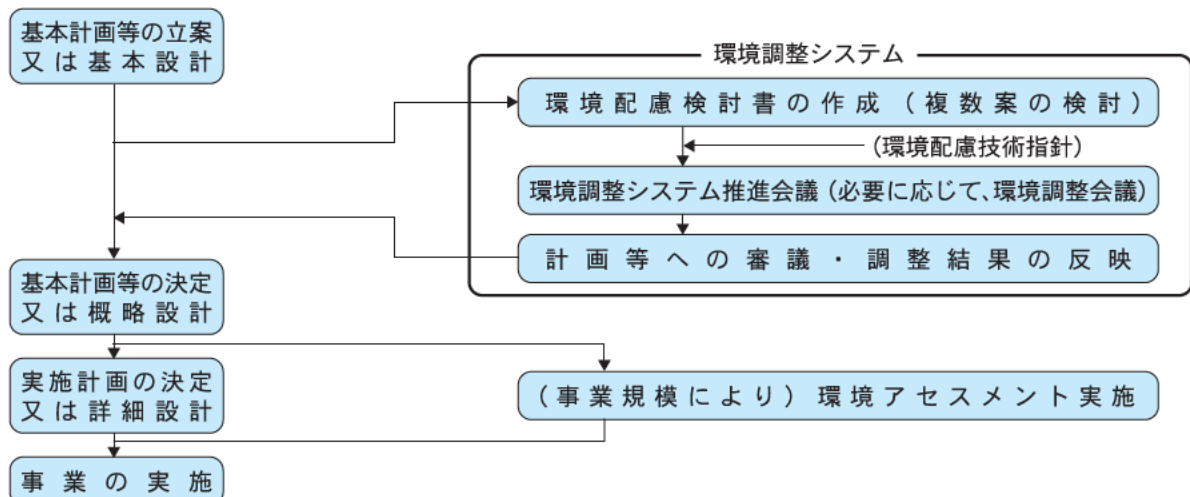 基本計画等の立案
又は基本設計
環境調整システム
環境配慮検討書の作成（複数案の検討）
（環境配慮技術指針）
環境調整システム推進会議（必要に応じて、環境調整会議）
計画等への審議・調整結果の反映
基本計画等の決定
又は概略設計
実施計画の決定
又は詳細設計
（事業規模により）環境アセスメント実施
事業の実施